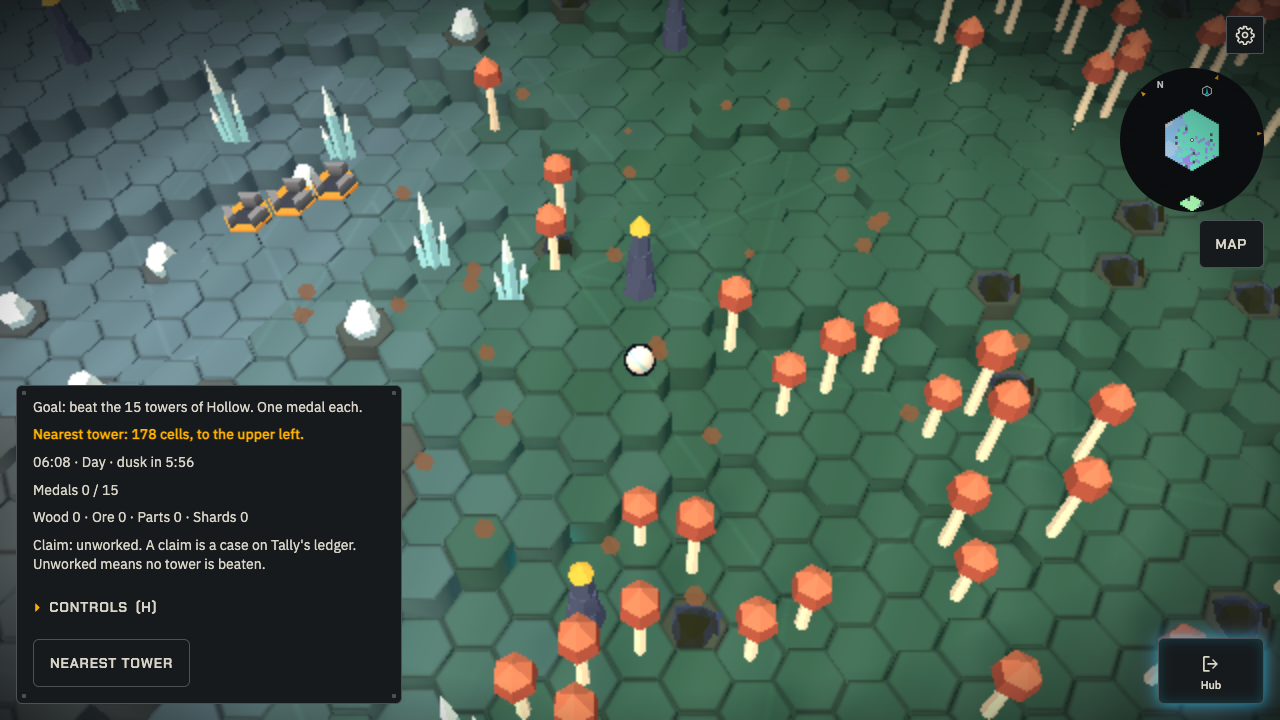 N
MAP
Goal: beat the 15 towers of Hollow. One medal each.
Nearest tower: 178 cells, to the upper left.
06:08 · Day · dusk in 5:56
Medals 0 / 15
Wood 0 · Ore 0 · Parts 0 · Shards 0
Claim: unworked. A claim is a case on Tally's ledger.
Unworked means no tower is beaten.
CONTROLS (H)
NEAREST TOWER
Hub